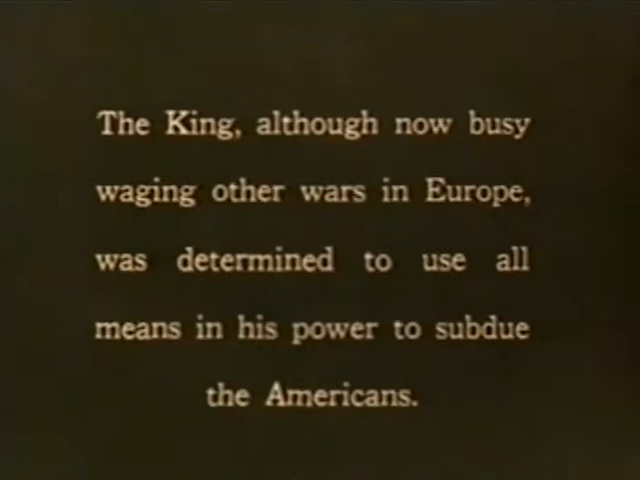 The King, although now busy
waging other wars in Europe,
was determined to use all
means in his power to subdue
the Americans.